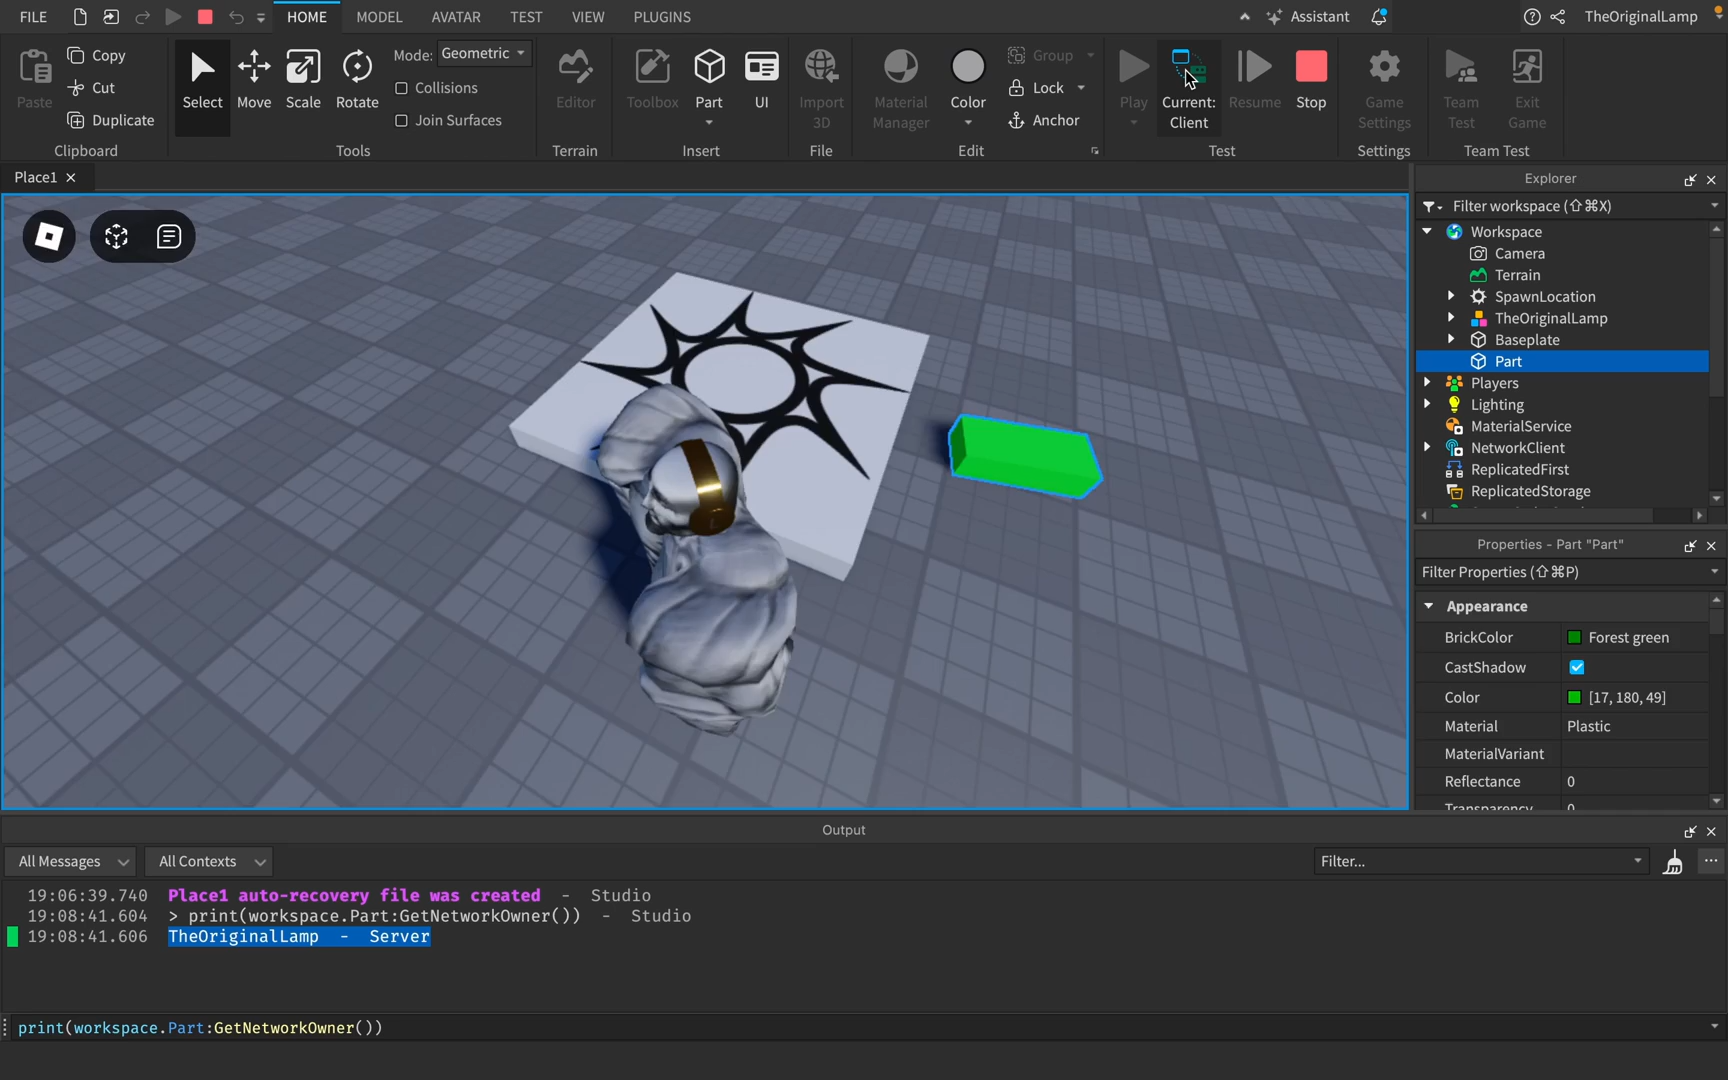 FILE HOME MODEL AVATAR TEST VIEW PLUGINS Assistant TheOriginalLamp
Paste Copy Cut Duplicate Clipboard
Select Move Scale Rotate Mode: Geometric Collisions Join Surfaces Tools
Editor Terrain
Toolbox Part UI Insert
Import 3D File
Material Manager Color Group Lock Anchor Edit
Play Current: Client Resume Stop Test
Game Settings Settings
Team Test Exit Game Team Test
Place1
Explorer
Filter workspace (⇧⌘X)
Workspace
Camera
Terrain
SpawnLocation
TheOriginalLamp
Baseplate
Part
Players
Lighting
MaterialService
NetworkClient
ReplicatedFirst
ReplicatedStorage
Properties - Part "Part"
Filter Properties (⇧⌘P)
Appearance
BrickColor Forest green
CastShadow
Color [17, 180, 49]
Material Plastic
MaterialVariant
Reflectance 0
Transparency 0
Output
All Messages All Contexts Filter...
19:06:39.740 Place1 auto-recovery file was created - Studio
19:08:41.604 > print(workspace.Part:GetNetworkOwner()) - Studio
19:08:41.606 TheOriginalLamp - Server
print(workspace.Part:GetNetworkOwner())